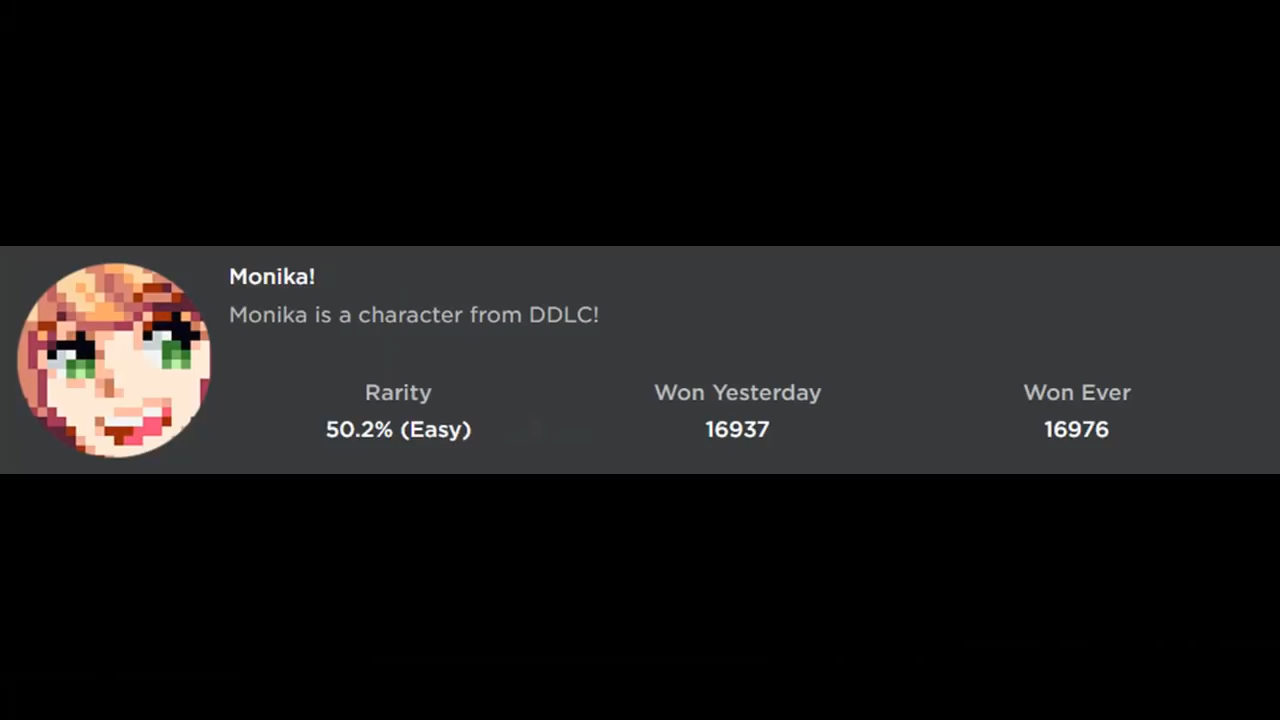 Monika!
Monika is a character from DDLC!
Rarity Won Yesterday Won Ever
50.2% (Easy) 16937 16976